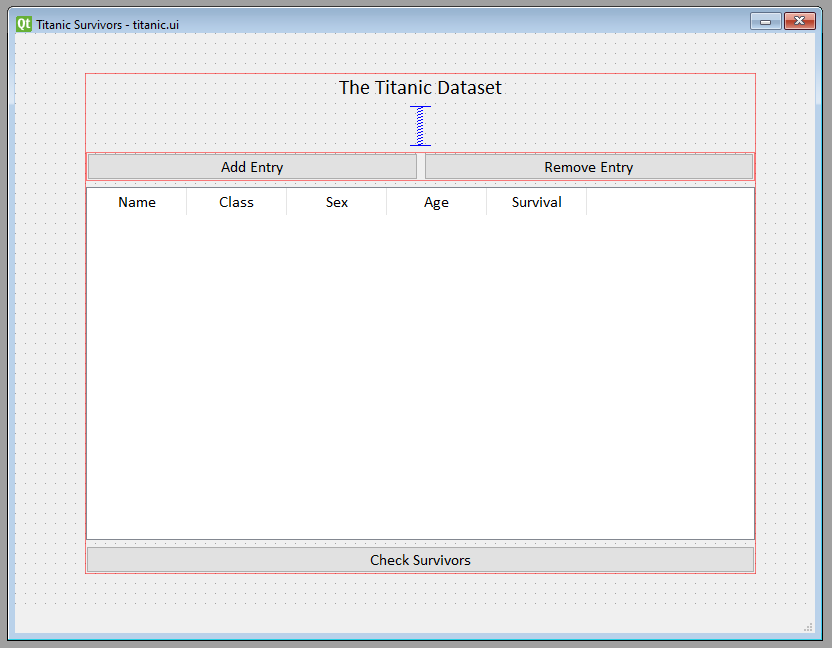 Qt Titanic Survivors - titanic.ui
The Titanic Dataset
Add Entry Remove Entry
Name Class Sex Age Survival
Check Survivors